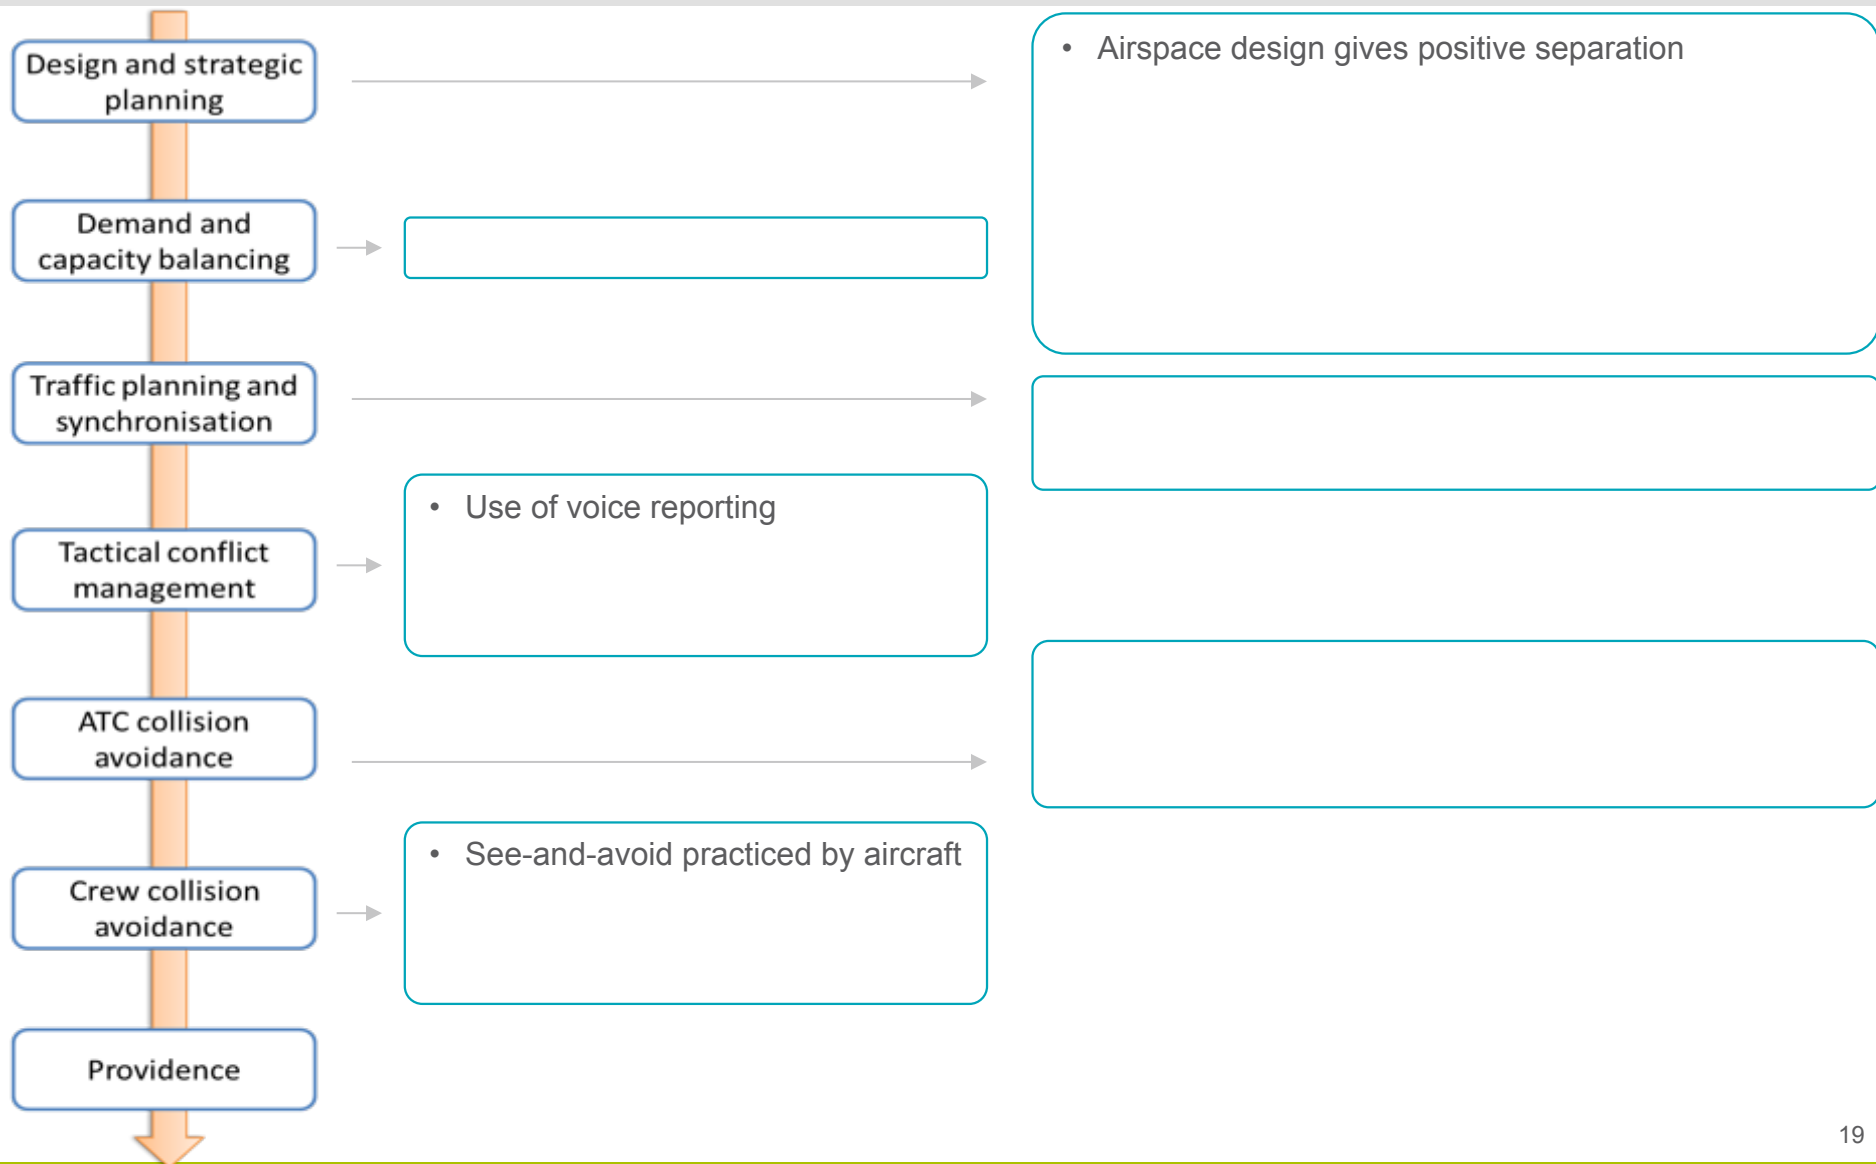 Design and strategic
planning
• Airspace design gives positive separation
Demand and
capacity balancing
Traffic planning and
synchronisation
Tactical conflict
management
• Use of voice reporting
ATC collision
avoidance
Crew collision
avoidance
• See-and-avoid practiced by aircraft
Providence
19